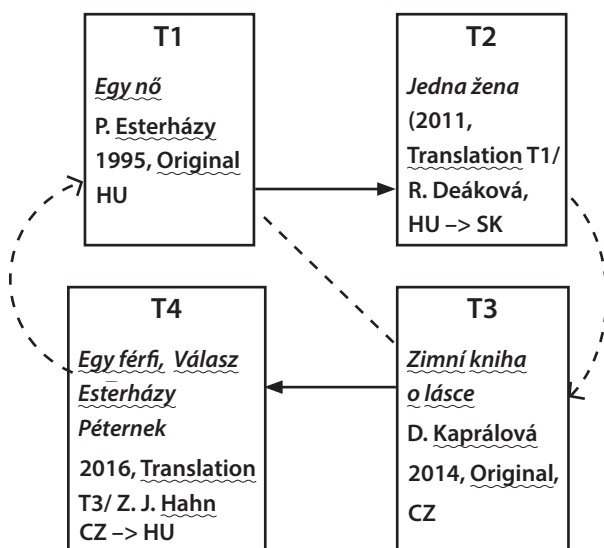 T1
Egy nő
P. Esterházy
1995, Original
HU
T2
Jedna žena
(2011,
Translation T1/
R. Deáková,
HU –> SK
T4
Egy férfi, Válasz
Esterházy
Péternek
2016, Translation
T3/ Z. J. Hahn
CZ –> HU
T3
Zimní kniha
o lásce
D. Kaprálová
2014, Original,
CZ